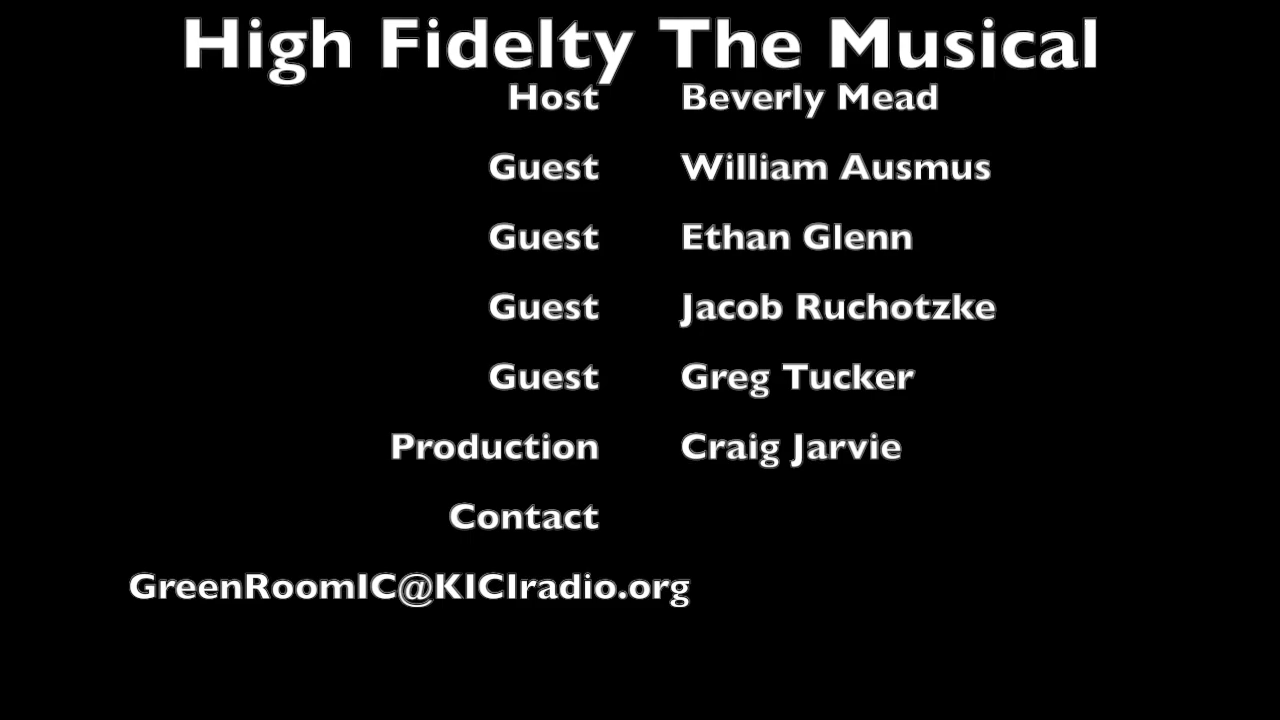 High Fidelty The Musical
Host Beverly Mead
Guest William Ausmus
Guest Ethan Glenn
Guest Jacob Ruchotzke
Guest Greg Tucker
Production Craig Jarvie
Contact
GreenRoomIC@KICIradio.org